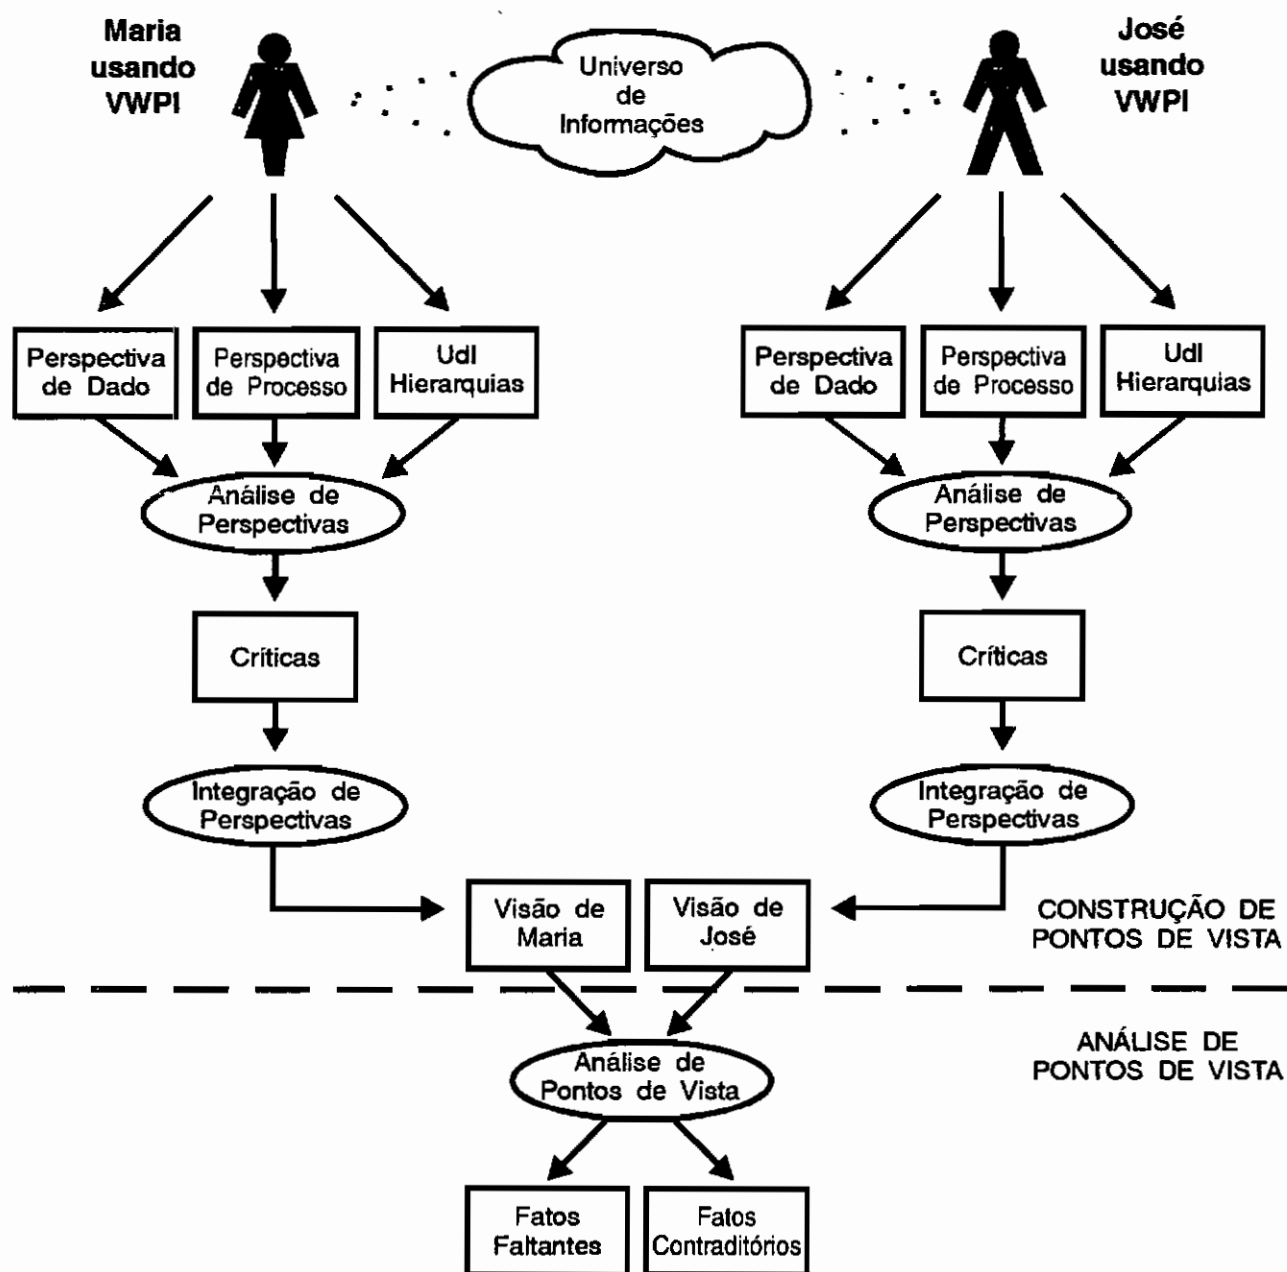 Maria
usando
VWPI
Universo
de
Informações
José
usando
VWPI
Perspectiva
de Dado
Perspectiva
de Processo
UdI
Hierarquias
Perspectiva
de Dado
Perspectiva
de Processo
UdI
Hierarquias
Análise de
Perspectivas
Análise de
Perspectivas
Críticas
Críticas
Integração de
Perspectivas
Integração de
Perspectivas
Visão de
Maria
Visão de
José
CONSTRUÇÃO DE
PONTOS DE VISTA
ANÁLISE DE
PONTOS DE VISTA
Análise de
Pontos de Vista
Fatos
Faltantes
Fatos
Contraditórios